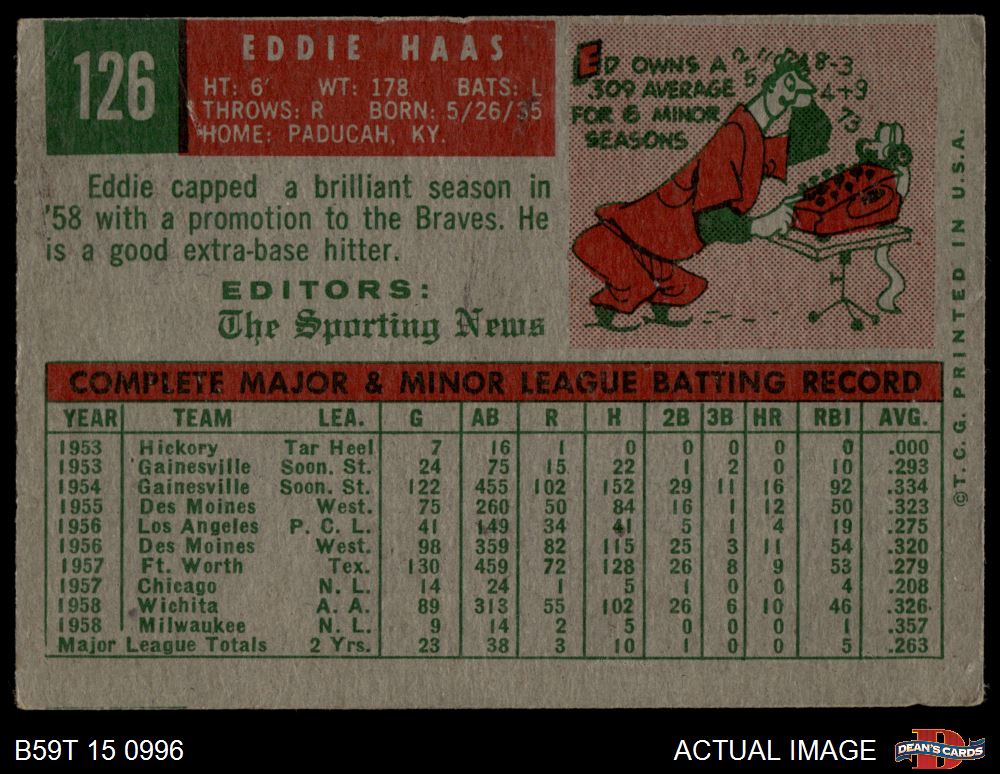 126
EDDIE HAAS
HT: 6' WT: 178 BATS: L
THROWS: R BORN: 5/26/35
HOME: PADUCAH, KY.
ED OWNS A
.309 AVERAGE
FOR 6 MINOR
SEASONS
Eddie capped a brilliant season in
'58 with a promotion to the Braves. He
is a good extra-base hitter.
EDITORS:
The Sporting News
COMPLETE MAJOR & MINOR LEAGUE BATTING RECORD
YEAR TEAM LEA. G AB R H 2B 3B HR RBI AVG.
1953 Hickory Tar Heel 7 16 1 0 0 0 0 0 .000
1953 Gainesville Soon. St. 24 75 15 22 1 2 0 10 .293
1954 Gainesville Soon. St. 122 455 102 152 29 11 16 92 .334
1955 Des Moines West. 75 260 50 84 16 1 12 50 .323
1956 Los Angeles P. C. L. 41 149 34 41 5 1 4 19 .275
1956 Des Moines West. 98 359 82 115 25 3 11 54 .320
1957 Ft. Worth Tex. 130 459 72 128 26 8 9 53 .279
1957 Chicago N. L. 14 24 1 5 1 0 0 4 .208
1958 Wichita A. A. 89 313 55 102 26 6 10 46 .326
1958 Milwaukee N. L. 9 14 2 5 0 0 0 1 .357
Major League Totals 2 Yrs. 23 38 3 10 1 0 0 5 .263
©T. C. G. PRINTED IN U.S.A.
B59T 15 0996
ACTUAL IMAGE
DEAN'S CARDS